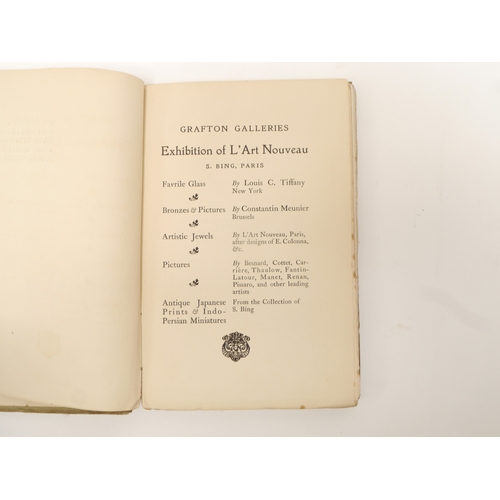 GRAFTON GALLERIES
Exhibition of L'Art Nouveau
S. BING, PARIS
Favrile Glass By Louis C. Tiffany
New York
Bronzes & Pictures By Constantin Meunier
Brussels
Artistic Jewels By L'Art Nouveau, Paris,
after designs of E. Colonna,
&c.
Pictures By Besnard, Cottet, Car-
rière, Thaulow, Fantin-
Latour, Manet, Renan,
Pissaro, and other leading
artists
Antique Japanese From the Collection of
Prints & Indo- S. Bing
Persian Miniatures